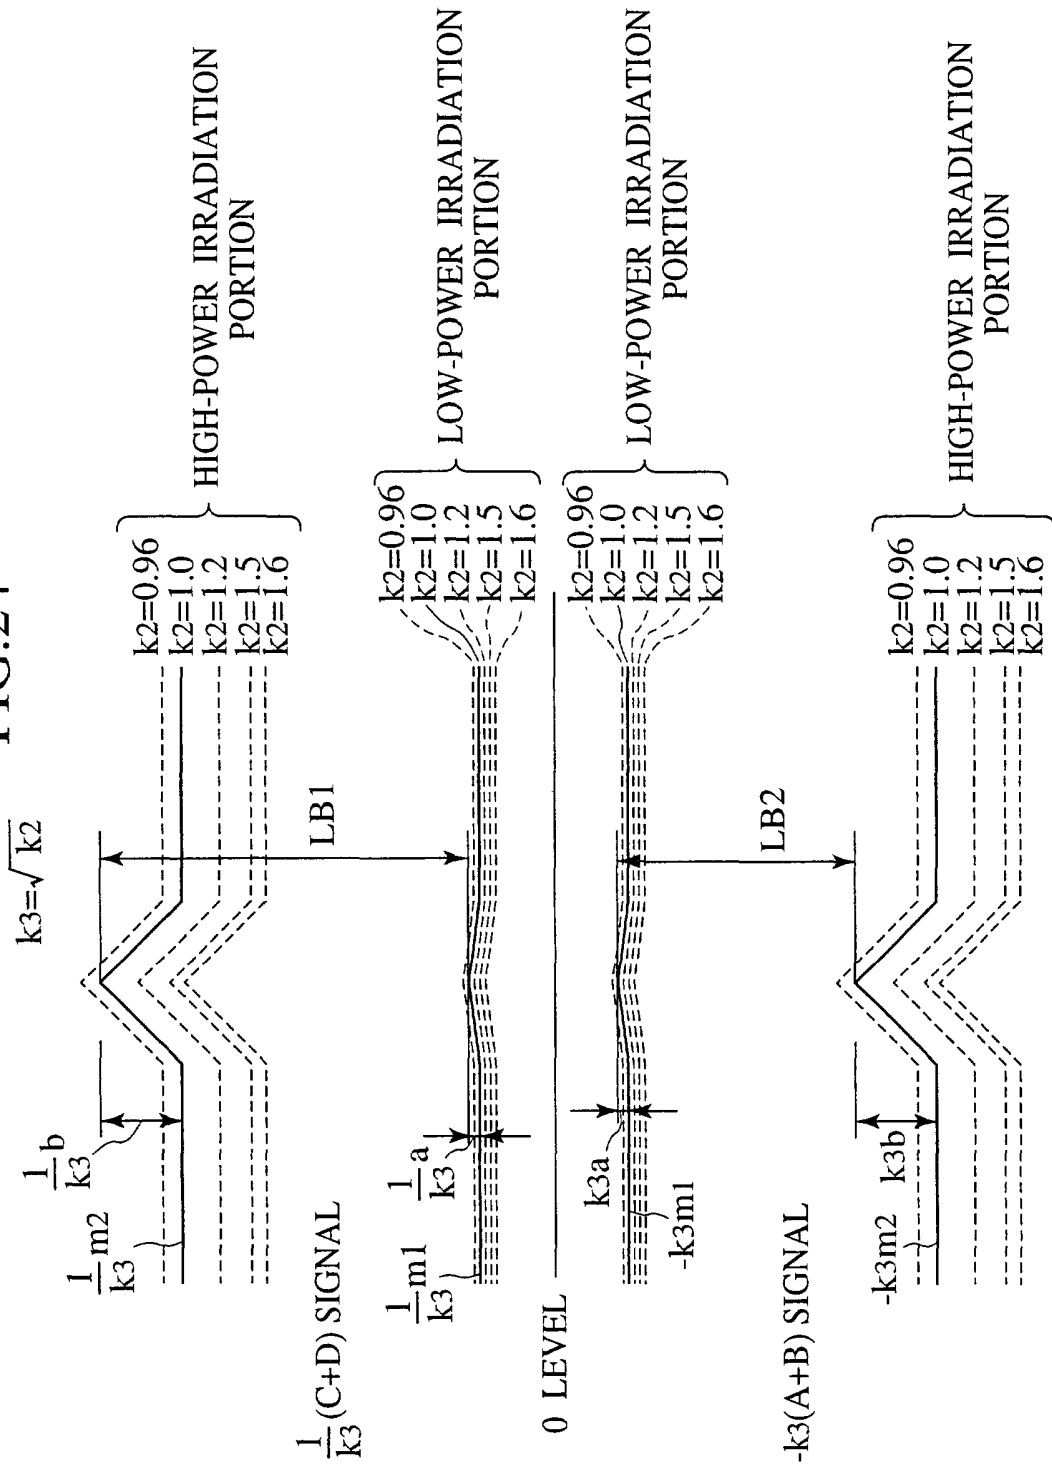 k3=√k2
1/k3 b
1/k3 m2
k2=0.96
k2=1.0
k2=1.2
k2=1.5
k2=1.6
HIGH-POWER IRRADIATION
PORTION
1/k3 (C+D) SIGNAL
LB1
1/k3 a
1/k3 m1
k2=0.96
k2=1.0
k2=1.2
k2=1.5
k2=1.6
LOW-POWER IRRADIATION
PORTION
0 LEVEL
k3a
-k3m1
k2=0.96
k2=1.0
k2=1.2
k2=1.5
k2=1.6
LOW-POWER IRRADIATION
PORTION
-k3(A+B) SIGNAL
LB2
k3b
-k3m2
k2=0.96
k2=1.0
k2=1.2
k2=1.5
k2=1.6
HIGH-POWER IRRADIATION
PORTION